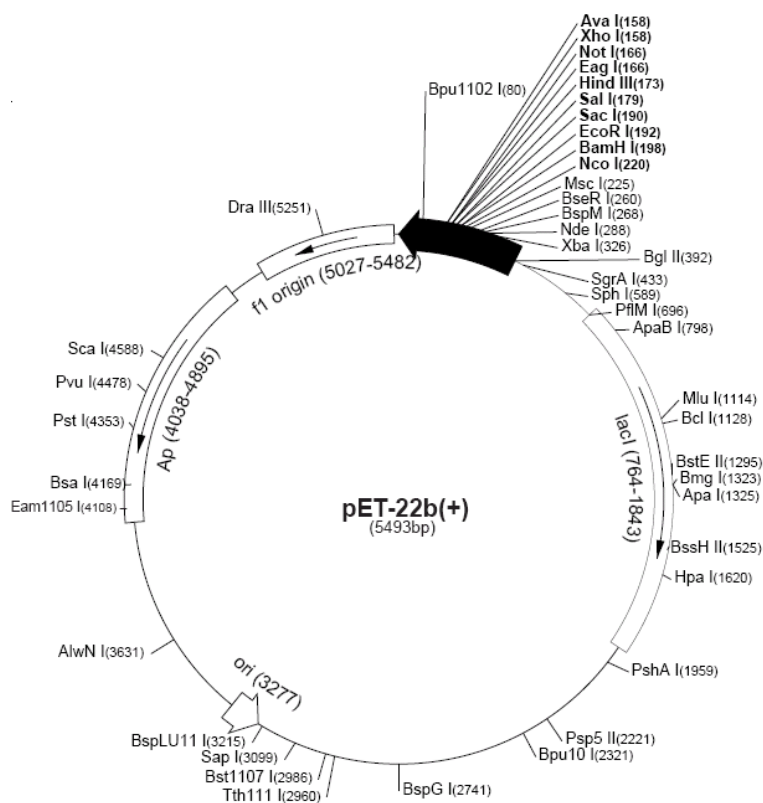 Ava I(158)
Xho I(158)
Not I(166)
Eag I(166)
Hind III(173)
Sal I(179)
Sac I(190)
EcoR I(192)
BamH I(198)
Nco I(220)
Bpu1102 I(80)
Msc I(225)
BseR I(260)
BspM I(268)
Nde I(288)
Xba I(326)
Bgl II(392)
SgrA I(433)
Sph I(589)
PflM I(696)
ApaB I(798)
Dra III(5251)
f1 origin (5027-5482)
Sca I(4588)
Pvu I(4478)
Pst I(4353)
Bsa I(4169)
Eam1105 I(4108)
Ap (4038-4895)
Mlu I(1114)
Bcl I(1128)
BstE II(1295)
Bmg I(1323)
Apa I(1325)
lacI (764-1843)
BssH II(1525)
Hpa I(1620)
pET-22b(+)
(5493bp)
AlwN I(3631)
ori (3277)
PshA I(1959)
BspLU11 I(3215)
Sap I(3099)
Bst1107 I(2986)
Tth111 I(2960)
BspG I(2741)
Psp5 II(2221)
Bpu10 I(2321)